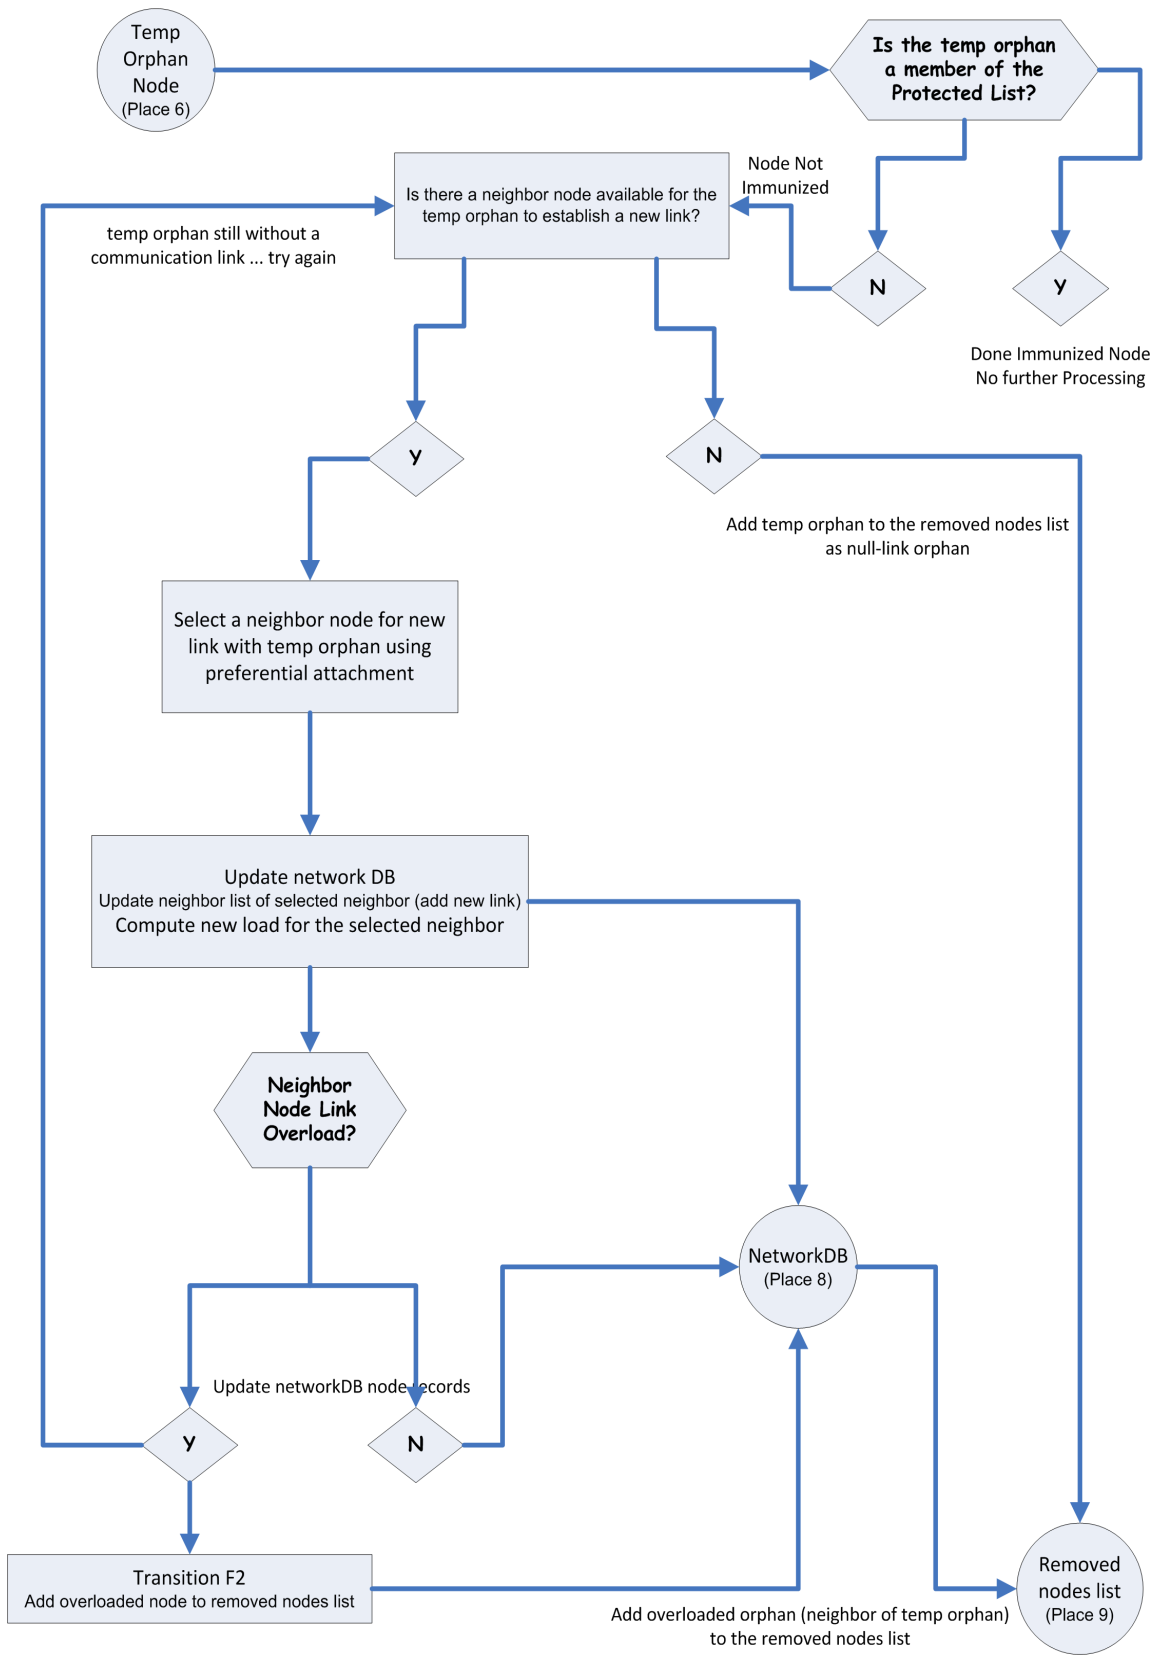 Temp
Orphan
Node
(Place 6)
Is the temp orphan
a member of the
Protected List?
Node Not
Immunized
Is there a neighbor node available for the
temp orphan to establish a new link?
temp orphan still without a
communication link ... try again
N
Y
Done Immunized Node
No further Processing
Y
N
Add temp orphan to the removed nodes list
as null-link orphan
Select a neighbor node for new
link with temp orphan using
preferential attachment
Update network DB
Update neighbor list of selected neighbor (add new link)
Compute new load for the selected neighbor
Neighbor
Node Link
Overload?
NetworkDB
(Place 8)
Update networkDB node records
Y
N
Transition F2
Add overloaded node to removed nodes list
Removed
nodes list
(Place 9)
Add overloaded orphan (neighbor of temp orphan)
to the removed nodes list